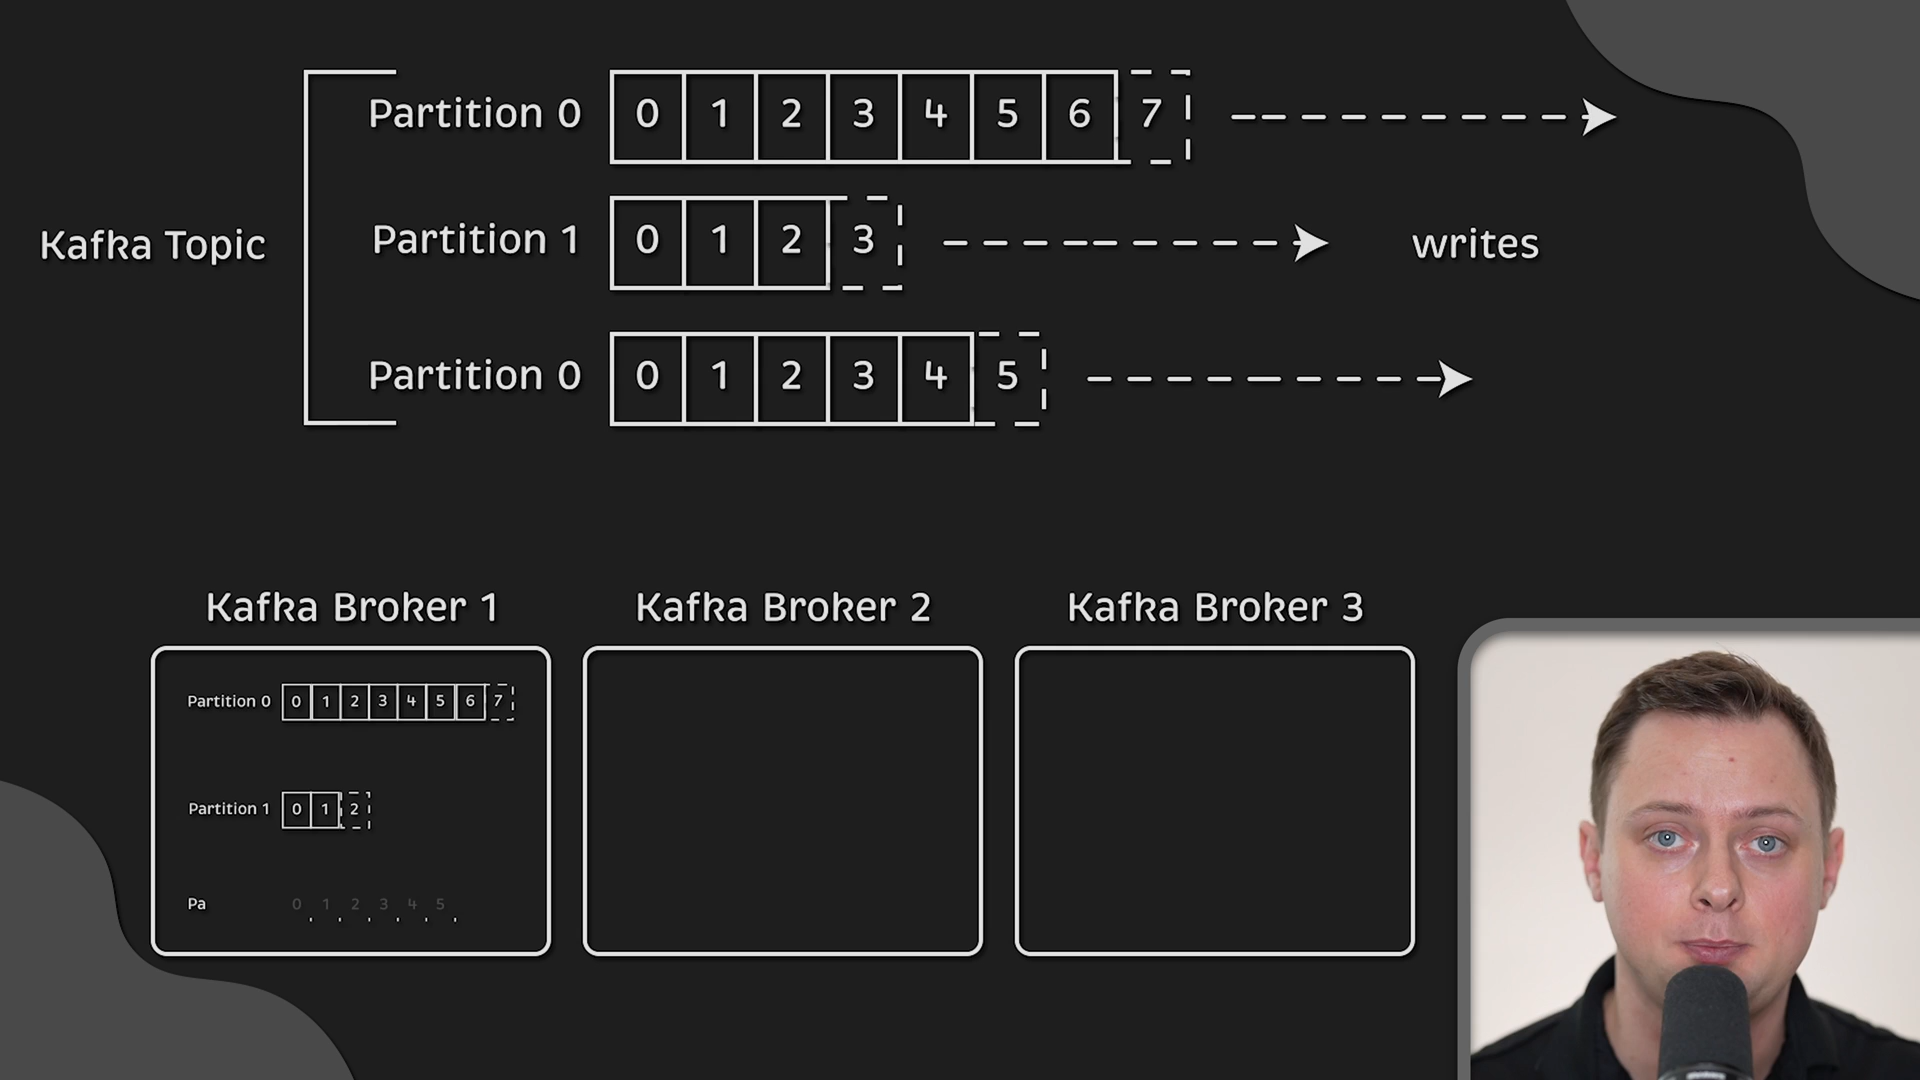 Partition 0 0 1 2 3 4 5 6 7
Kafka Topic Partition 1 0 1 2 3 writes
Partition 0 0 1 2 3 4 5
Kafka Broker 1 Kafka Broker 2 Kafka Broker 3
Partition 0 0 1 2 3 4 5 6 7
Partition 1 0 1 2
Pa 0 1 2 3 4 5